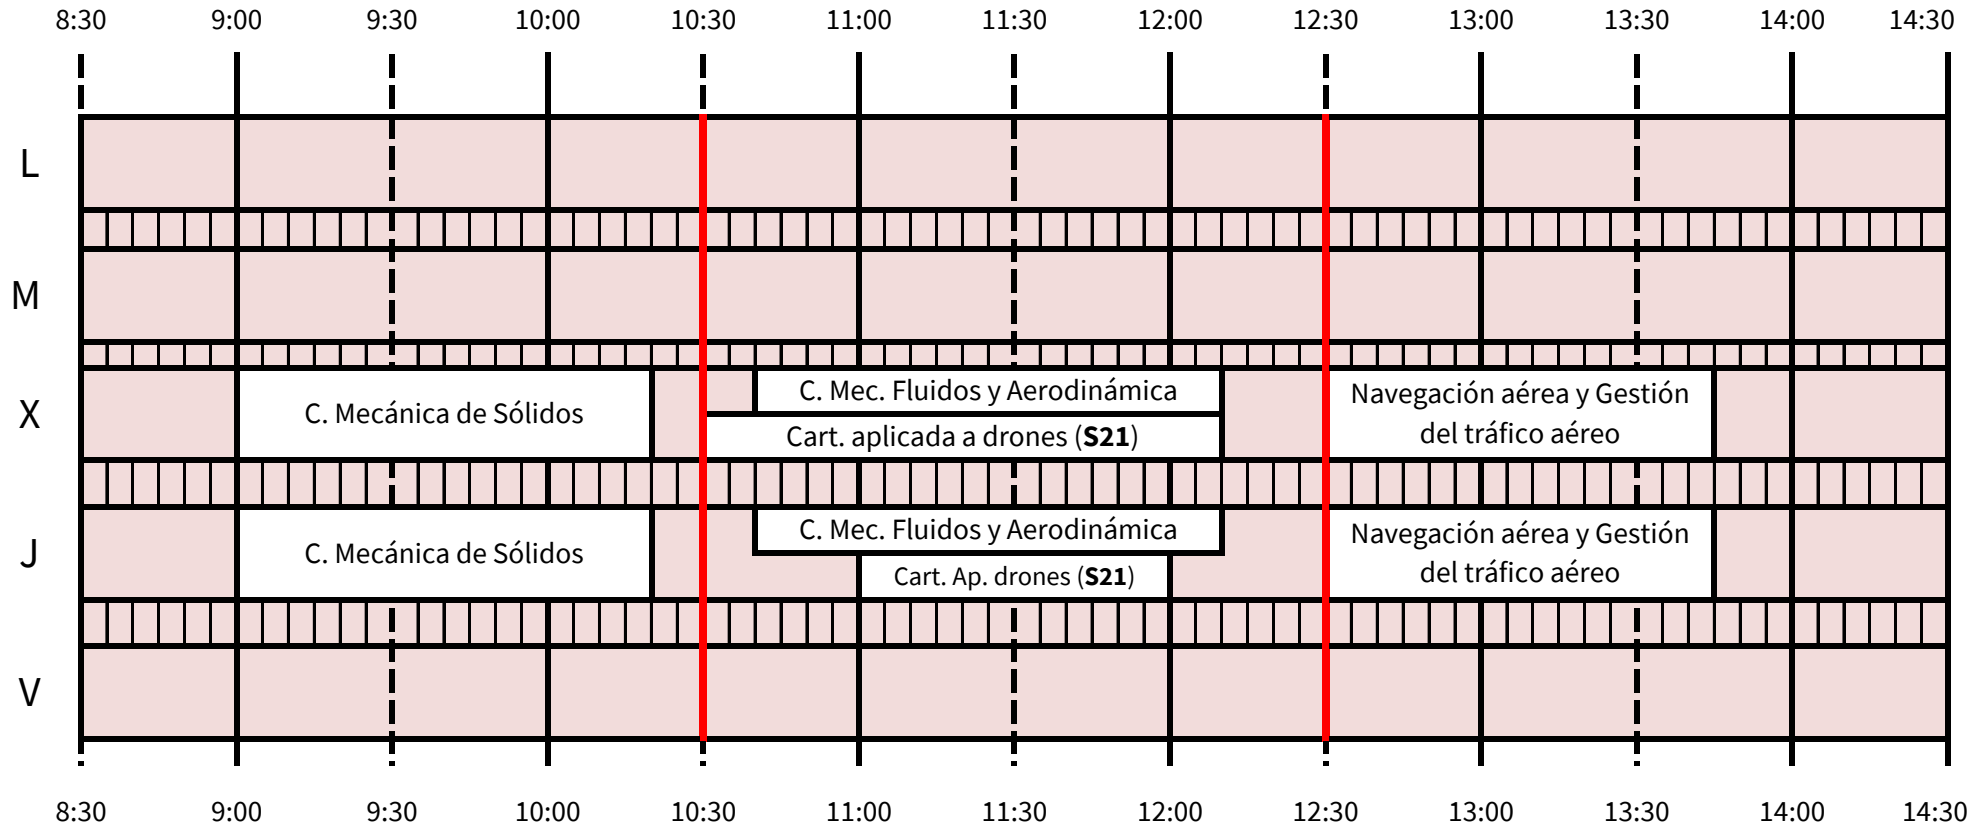 8:30 9:00 9:30 10:00 10:30 11:00 11:30 12:00 12:30 13:00 13:30 14:00 14:30
L
M
X
C. Mecánica de Sólidos
C. Mec. Fluidos y Aerodinámica
Cart. aplicada a drones (S21)
Navegación aérea y Gestión
del tráfico aéreo
J
C. Mecánica de Sólidos
C. Mec. Fluidos y Aerodinámica
Cart. Ap. drones (S21)
Navegación aérea y Gestión
del tráfico aéreo
V
8:30 9:00 9:30 10:00 10:30 11:00 11:30 12:00 12:30 13:00 13:30 14:00 14:30